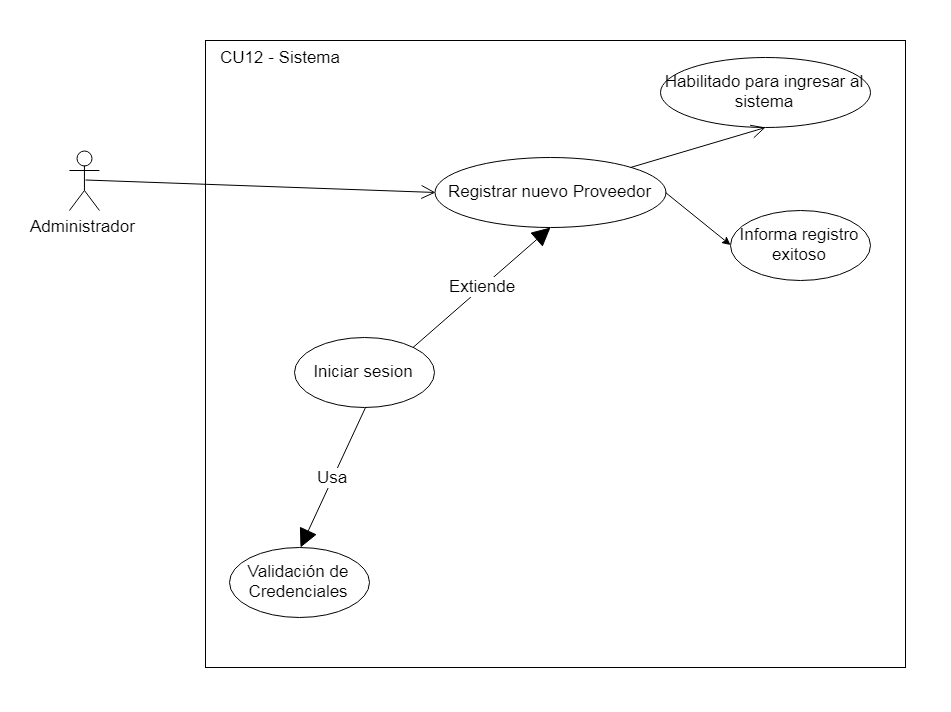 CU12 - Sistema
Habilitado para ingresar al
sistema
Administrador
Registrar nuevo Proveedor
Informa registro
exitoso
Extiende
Iniciar sesion
Usa
Validación de
Credenciales